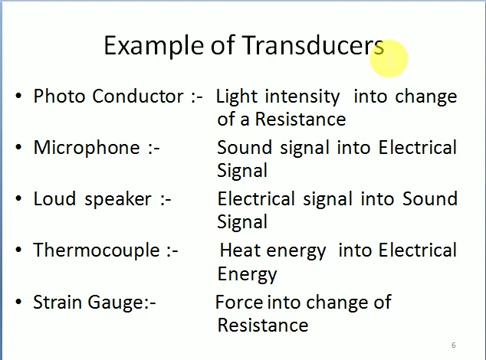 Example of Transducers
• Photo Conductor :- Light intensity into change
of a Resistance
• Microphone :- Sound signal into Electrical
Signal
• Loud speaker :- Electrical signal into Sound
Signal
• Thermocouple :- Heat energy into Electrical
Energy
• Strain Gauge:- Force into change of
Resistance
6